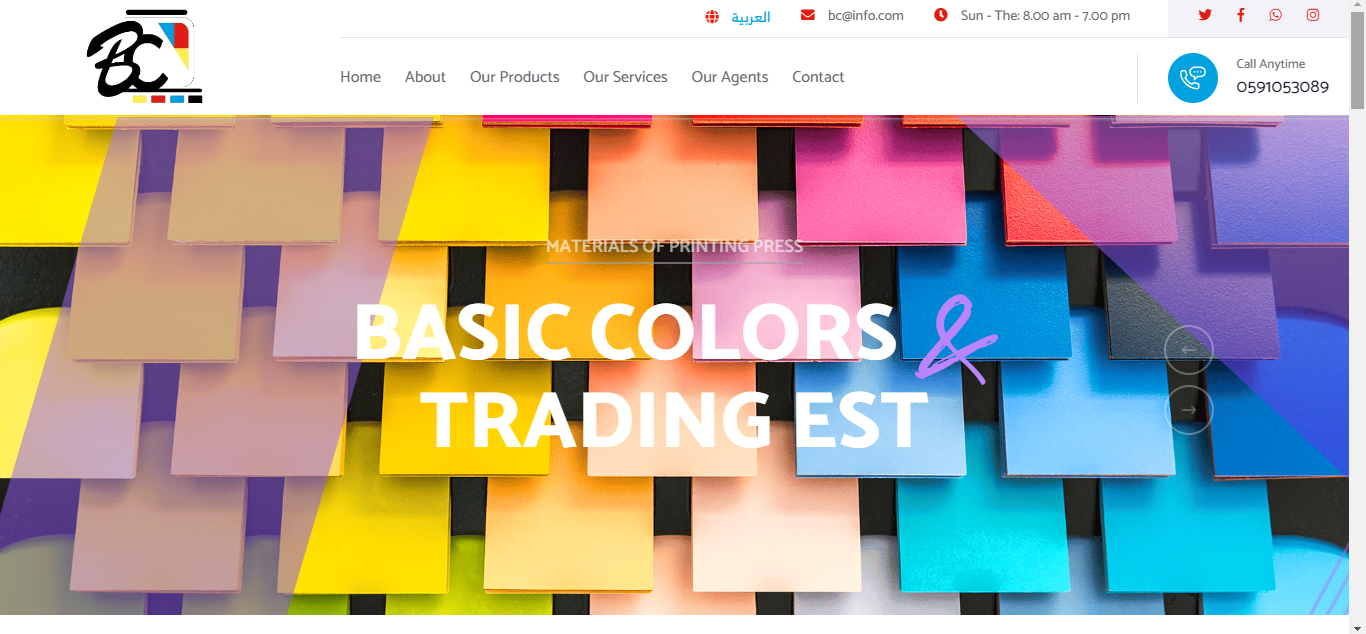 العربية
bc@info.com
Sun - The: 8.00 am - 7.00 pm
BC
Home About Our Products Our Services Our Agents Contact
Call Anytime
0591053089
MATERIALS OF PRINTING PRESS
BASIC COLORS &
TRADING EST